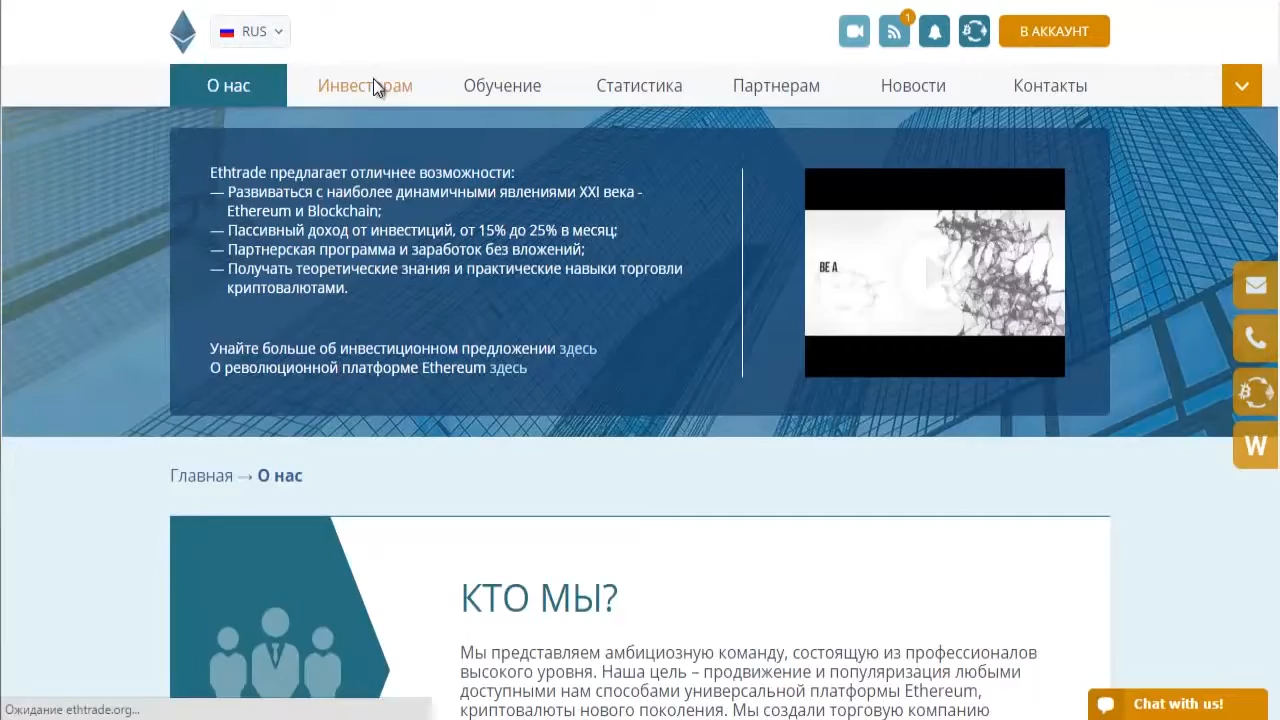 RUS
1
В АККАУНТ
О нас
Инвесторам
Обучение
Статистика
Партнерам
Новости
Контакты
Ethtrade предлагает отличнее возможности:
— Развиваться с наиболее динамичными явлениями XXI века -
Ethereum и Blockchain;
— Пассивный доход от инвестиций, от 15% до 25% в месяц;
— Партнерская программа и заработок без вложений;
— Получать теоретические знания и практические навыки торговли
криптовалютами.
Унайте больше об инвестиционном предложении здесь
О революционной платформе Ethereum здесь
BE A
W
Главная → О нас
КТО МЫ?
Мы представляем амбициозную команду, состоящую из профессионалов
высокого уровня. Наша цель – продвижение и популяризация любыми
доступными нам способами универсальной платформы Ethereum,
криптовалюты нового поколения. Мы создали торговую компанию
Ожидание ethtrade.org...
Chat with us!